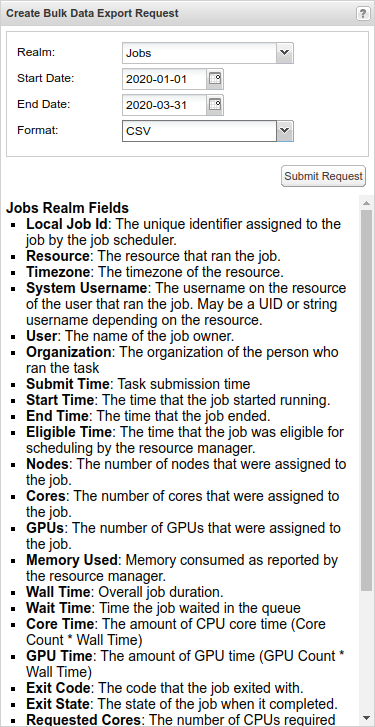 Create Bulk Data Export Request
?
Realm:
Jobs
Start Date:
2020-01-01
End Date:
2020-03-31
Format:
CSV
Submit Request
Jobs Realm Fields
Local Job Id: The unique identifier assigned to the
job by the job scheduler.
Resource: The resource that ran the job.
Timezone: The timezone of the resource.
System Username: The username on the resource
of the user that ran the job. May be a UID or string
username depending on the resource.
User: The name of the job owner.
Organization: The organization of the person who
ran the task
Submit Time: Task submission time
Start Time: The time that the job started running.
End Time: The time that the job ended.
Eligible Time: The time that the job was eligible for
scheduling by the resource manager.
Nodes: The number of nodes that were assigned to
the job.
Cores: The number of cores that were assigned to
the job.
GPUs: The number of GPUs that were assigned to
the job.
Memory Used: Memory consumed as reported by
the resource manager.
Wall Time: Overall job duration.
Wait Time: Time the job waited in the queue
Core Time: The amount of CPU core time (Core
Count * Wall Time)
GPU Time: The amount of GPU time (GPU Count *
Wall Time)
Exit Code: The code that the job exited with.
Exit State: The state of the job when it completed.
Requested Cores: The number of CPUs required